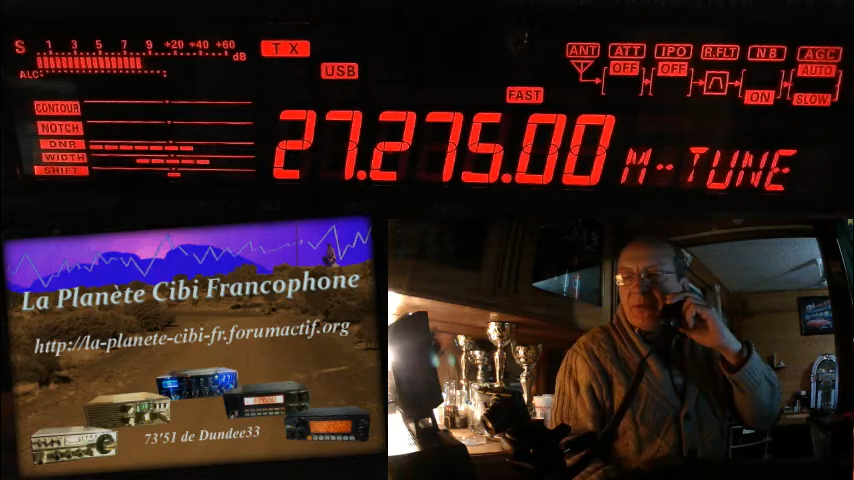 S 1 3 5 7 9 +20 +40 +60 dB
ALC:
TX
USB
FAST
ANT ATT IPO R.FLT NB AGC
OFF OFF AUTO
ON SLOW
CONTOUR
NOTCH
DNR
WIDTH
SHIFT
27.275.00 M--TUNE
La Planète Cibi Francophone
http://la-planete-cibi-fr.forumactif.org
73'51 de Dundee33